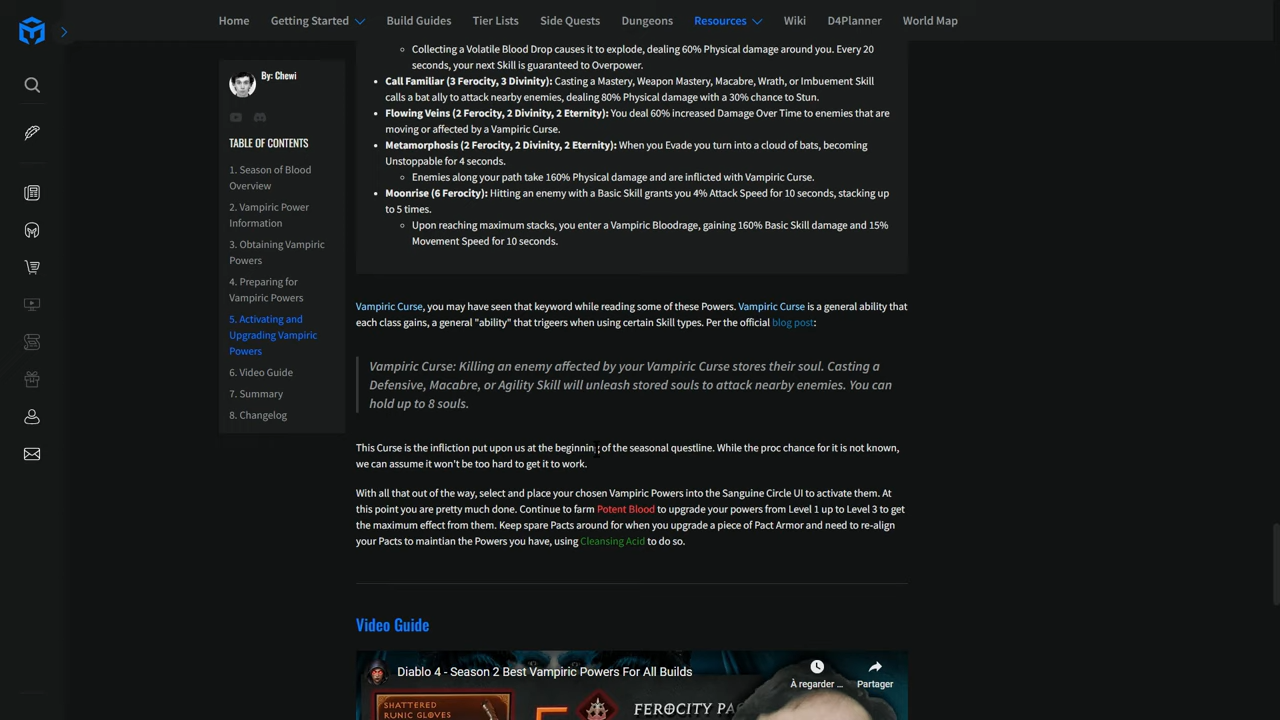 Home
Getting Started
Build Guides
Tier Lists
Side Quests
Dungeons
Resources
Wiki
D4Planner
World Map
By: Chewi
TABLE OF CONTENTS
1. Season of Blood
Overview
2. Vampiric Power
Information
3. Obtaining Vampiric
Powers
4. Preparing for
Vampiric Powers
5. Activating and
Upgrading Vampiric
Powers
6. Video Guide
7. Summary
8. Changelog
Collecting a Volatile Blood Drop causes it to explode, dealing 60% Physical damage around you. Every 20
seconds, your next Skill is guaranteed to Overpower.
Call Familiar (3 Ferocity, 3 Divinity): Casting a Mastery, Weapon Mastery, Macabre, Wrath, or Imbuement Skill
calls a bat ally to attack nearby enemies, dealing 80% Physical damage with a 30% chance to Stun.
Flowing Veins (2 Ferocity, 2 Divinity, 2 Eternity): You deal 60% increased Damage Over Time to enemies that are
moving or affected by a Vampiric Curse.
Metamorphosis (2 Ferocity, 2 Divinity, 2 Eternity): When you Evade you turn into a cloud of bats, becoming
Unstoppable for 4 seconds.
Enemies along your path take 160% Physical damage and are inflicted with Vampiric Curse.
Moonrise (6 Ferocity): Hitting an enemy with a Basic Skill grants you 4% Attack Speed for 10 seconds, stacking up
to 5 times.
Upon reaching maximum stacks, you enter a Vampiric Bloodrage, gaining 160% Basic Skill damage and 15%
Movement Speed for 10 seconds.
Vampiric Curse, you may have seen that keyword while reading some of these Powers. Vampiric Curse is a general ability that
each class gains, a general "ability" that trigeers when using certain Skill types. Per the official blog post:
Vampiric Curse: Killing an enemy affected by your Vampiric Curse stores their soul. Casting a
Defensive, Macabre, or Agility Skill will unleash stored souls to attack nearby enemies. You can
hold up to 8 souls.
This Curse is the infliction put upon us at the beginning of the seasonal questline. While the proc chance for it is not known,
we can assume it won't be too hard to get it to work.
With all that out of the way, select and place your chosen Vampiric Powers into the Sanguine Circle UI to activate them. At
this point you are pretty much done. Continue to farm Potent Blood to upgrade your powers from Level 1 up to Level 3 to get
the maximum effect from them. Keep spare Pacts around for when you upgrade a piece of Pact Armor and need to re-align
your Pacts to maintian the Powers you have, using Cleansing Acid to do so.
Video Guide
Diablo 4 - Season 2 Best Vampiric Powers For All Builds
À regarder ...
Partager
SHATTERED
RUNIC GLOVES
FEROCITY PA